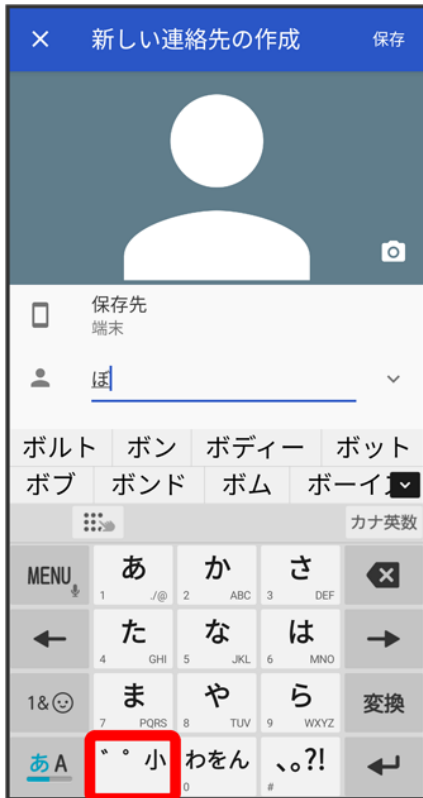 × 新しい連絡先の作成 保存
保存先
端末
ぼ
ボルト ボン ボディー ボット
ボブ ボンド ボム ボーイズ
カナ英数
MENU あ か さ
1 ./@ 2 ABC 3 DEF
← た な は →
4 GHI 5 JKL 6 MNO
1& ま や ら 変換
7 PQRS 8 TUV 9 WXYZ
あA ゛゜小 わをん 、。?!
0 #